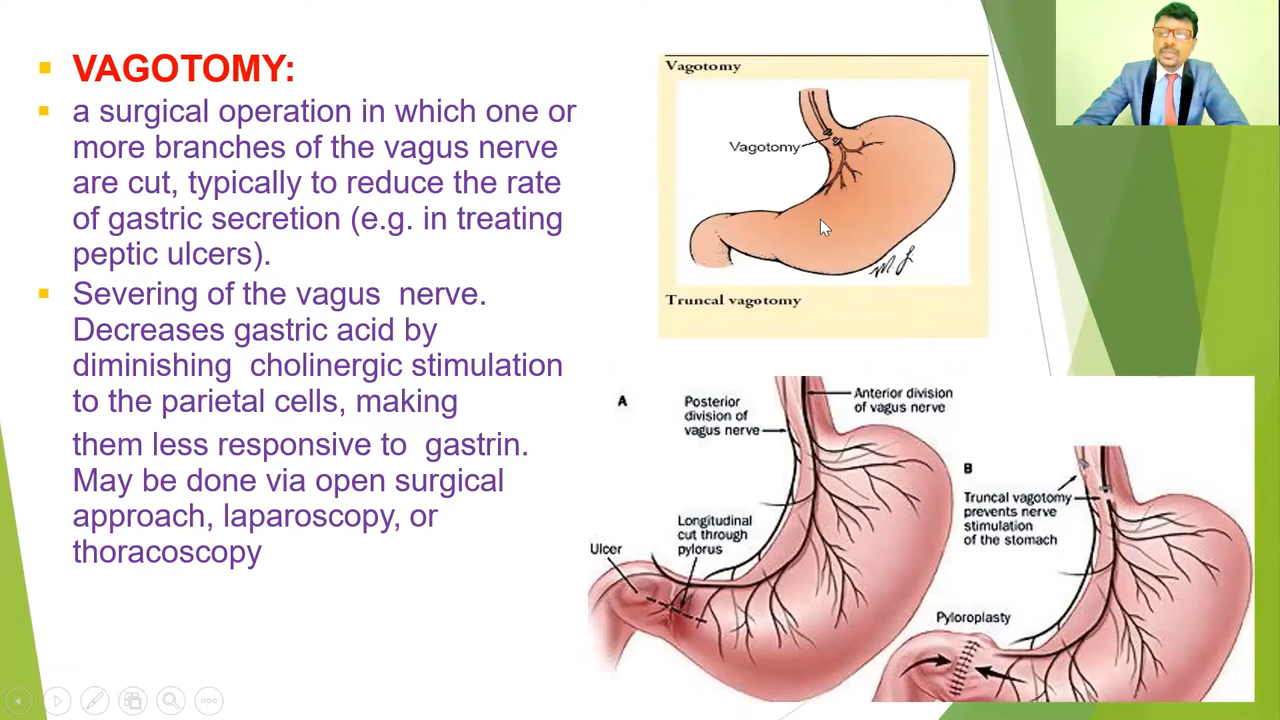 VAGOTOMY:
a surgical operation in which one or
more branches of the vagus nerve
are cut, typically to reduce the rate
of gastric secretion (e.g. in treating
peptic ulcers).
Severing of the vagus  nerve.
Decreases gastric acid by
diminishing  cholinergic stimulation
to the parietal cells, making
them less responsive to  gastrin.
May be done via open surgical
approach, laparoscopy, or
thoracoscopy
Vagotomy
Vagotomy
Truncal vagotomy
A
Posterior
division of
vagus nerve
Anterior division
of vagus nerve
Longitudinal
cut through
pylorus
Ulcer
B
Truncal vagotomy
prevents nerve
stimulation
of the stomach
Pyloroplasty